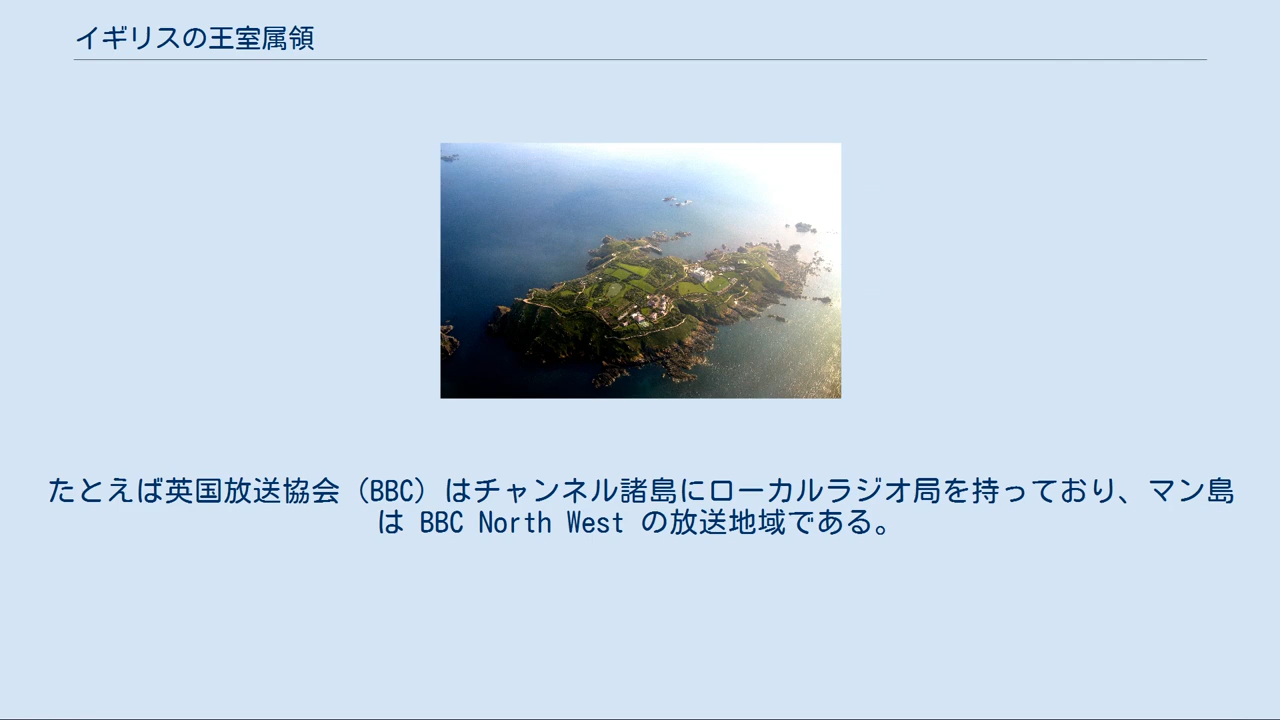 イギリスの王室属領
たとえば英国放送協会（BBC）はチャンネル諸島にローカルラジオ局を持っており、マン島
は BBC North West の放送地域である。